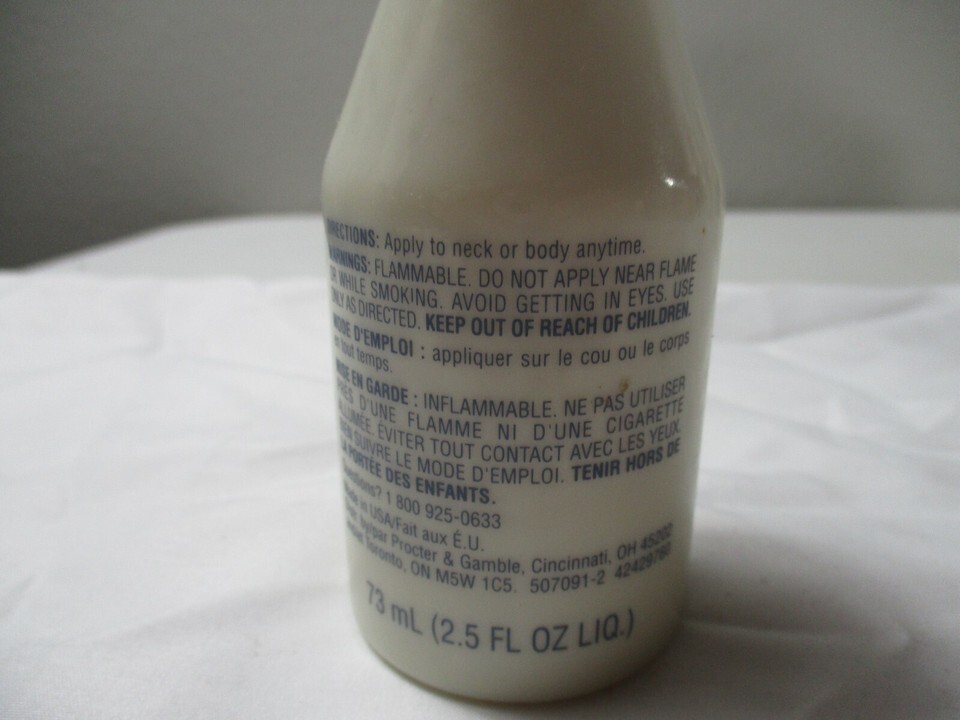 DIRECTIONS: Apply to neck or body anytime.
WARNINGS: FLAMMABLE. DO NOT APPLY NEAR FLAME
OR WHILE SMOKING. AVOID GETTING IN EYES. USE
ONLY AS DIRECTED. KEEP OUT OF REACH OF CHILDREN.
MODE D'EMPLOI : appliquer sur le cou ou le corps
en tout temps.
MISE EN GARDE : INFLAMMABLE. NE PAS UTILISER
PRÈS D'UNE FLAMME NI D'UNE CIGARETTE
ALLUMÉE. ÉVITER TOUT CONTACT AVEC LES YEUX.
BIEN SUIVRE LE MODE D'EMPLOI. TENIR HORS DE
LA PORTÉE DES ENFANTS.
Questions? 1 800 925-0633
Made in USA/Fait aux É.U.
by/par Procter & Gamble, Cincinnati, OH 45202
Toronto, ON M5W 1C5. 507091-2 42429760
73 mL (2.5 FL OZ LIQ.)